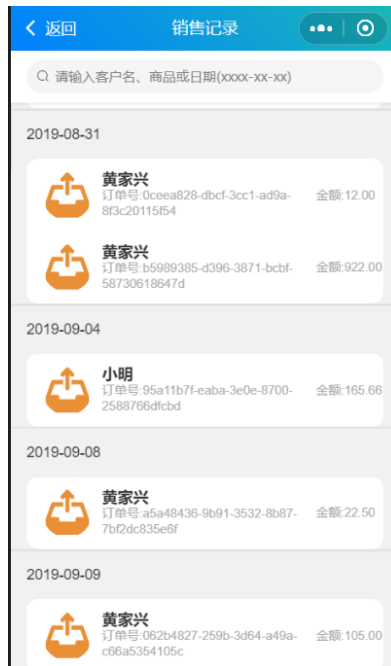 返回
销售记录
请输入客户名、商品或日期(xxxx-xx-xx)
2019-08-31
黄家兴
订单号:0ceea828-dbcf-3cc1-ad9a-
8f3c20115f54
金额:12.00
黄家兴
订单号:b5989385-d396-3871-bcbf-
58730618647d
金额:922.00
2019-09-04
小明
订单号:95a11b7f-eaba-3e0e-8700-
2588766dfcbd
金额:165.66
2019-09-08
黄家兴
订单号:a5a48436-9b91-3532-8b87-
7bf2dc835e6f
金额:22.50
2019-09-09
黄家兴
订单号:062b4827-259b-3d64-a49a-
c66a5354105c
金额:105.00